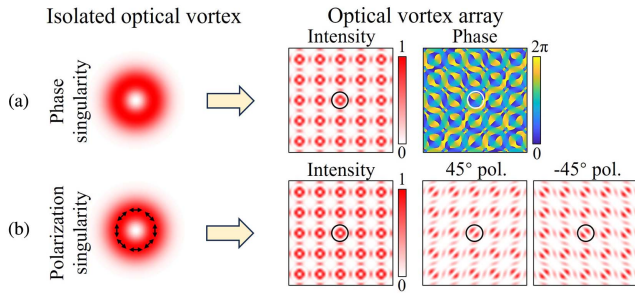 Isolated optical vortex
Optical vortex array
(a)
Phase
singularity
Intensity
1
0
Phase
2π
0
(b)
Polarization
singularity
Intensity
1
0
45° pol.
-45° pol.